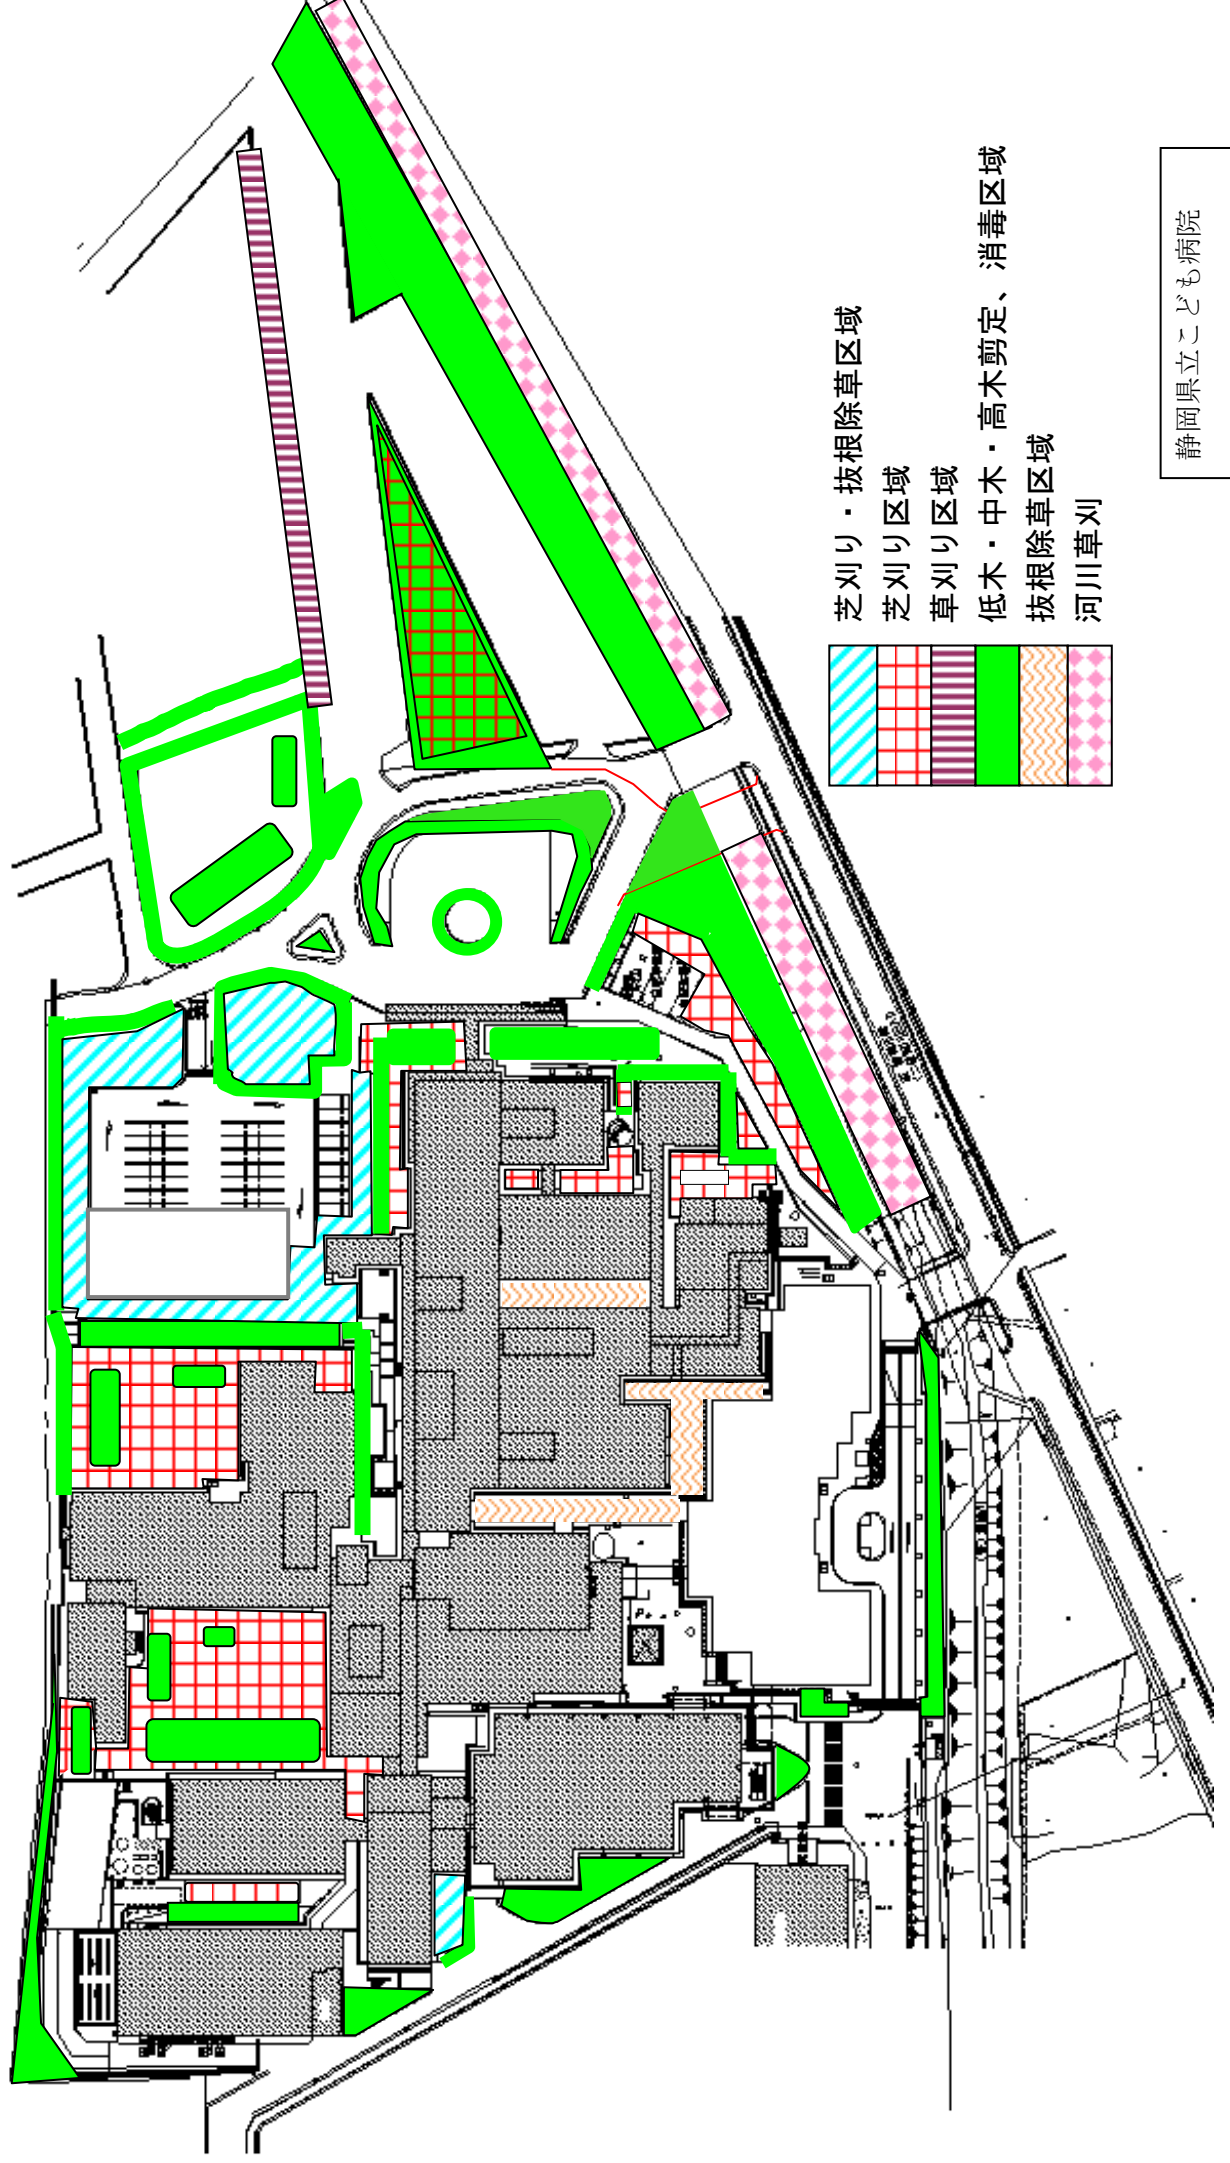 芝刈り・抜根除草区域
芝刈り区域
草刈り区域
低木・中木・高木剪定、消毒区域
抜根除草区域
河川草刈
静岡県立こども病院